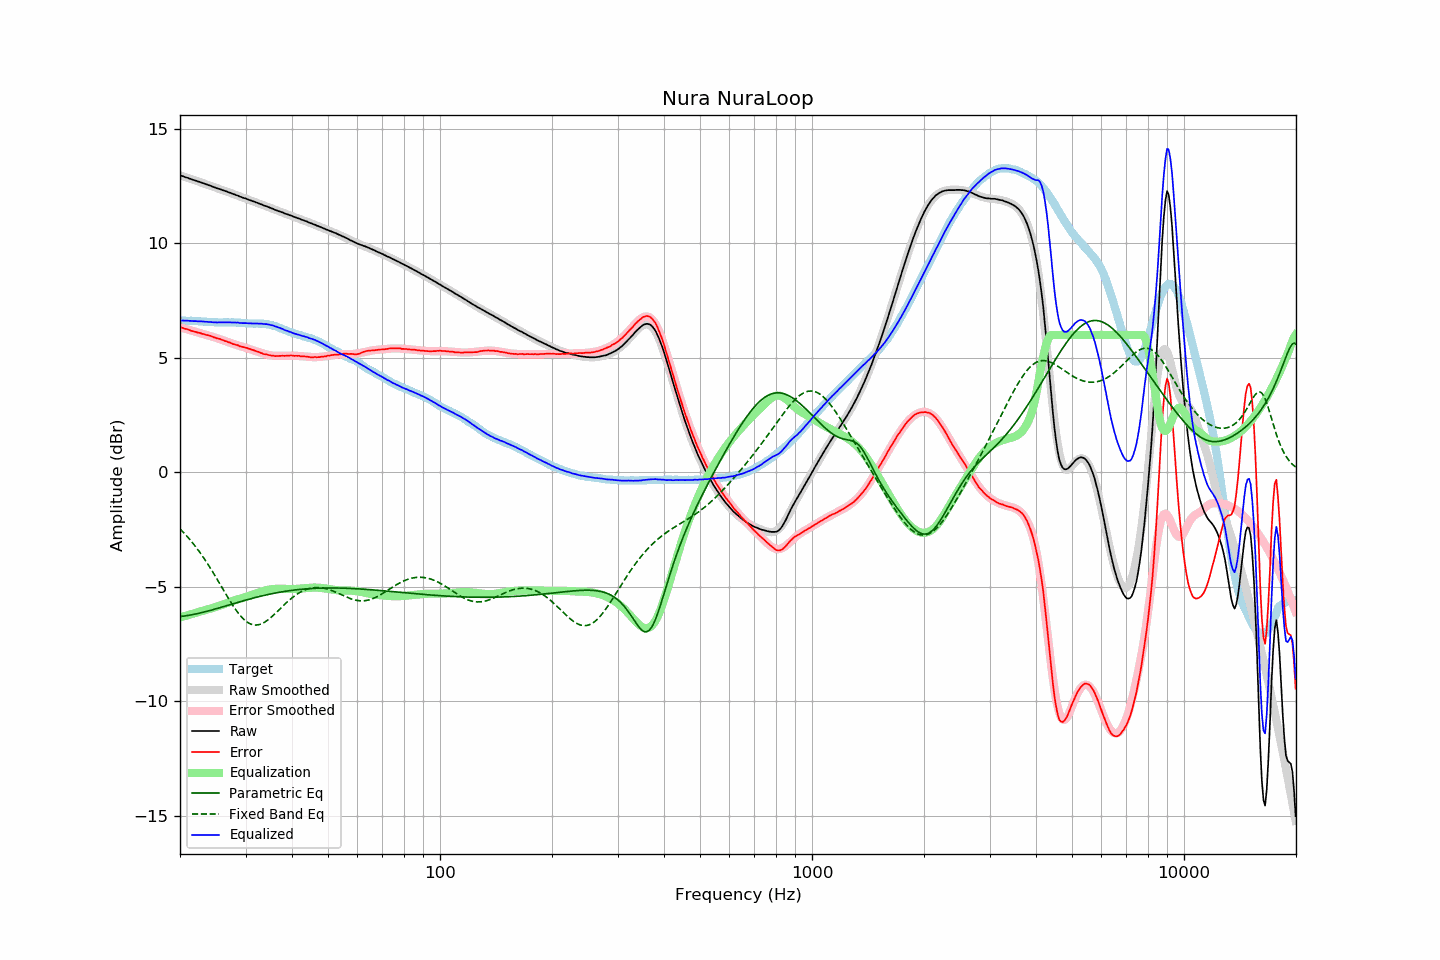 Nura NuraLoop
15
10
5
0
−5
−10
−15
Amplitude (dBr)
Target
Raw Smoothed
Error Smoothed
Raw
Error
Equalization
Parametric Eq
Fixed Band Eq
Equalized
100
1000
10000
Frequency (Hz)